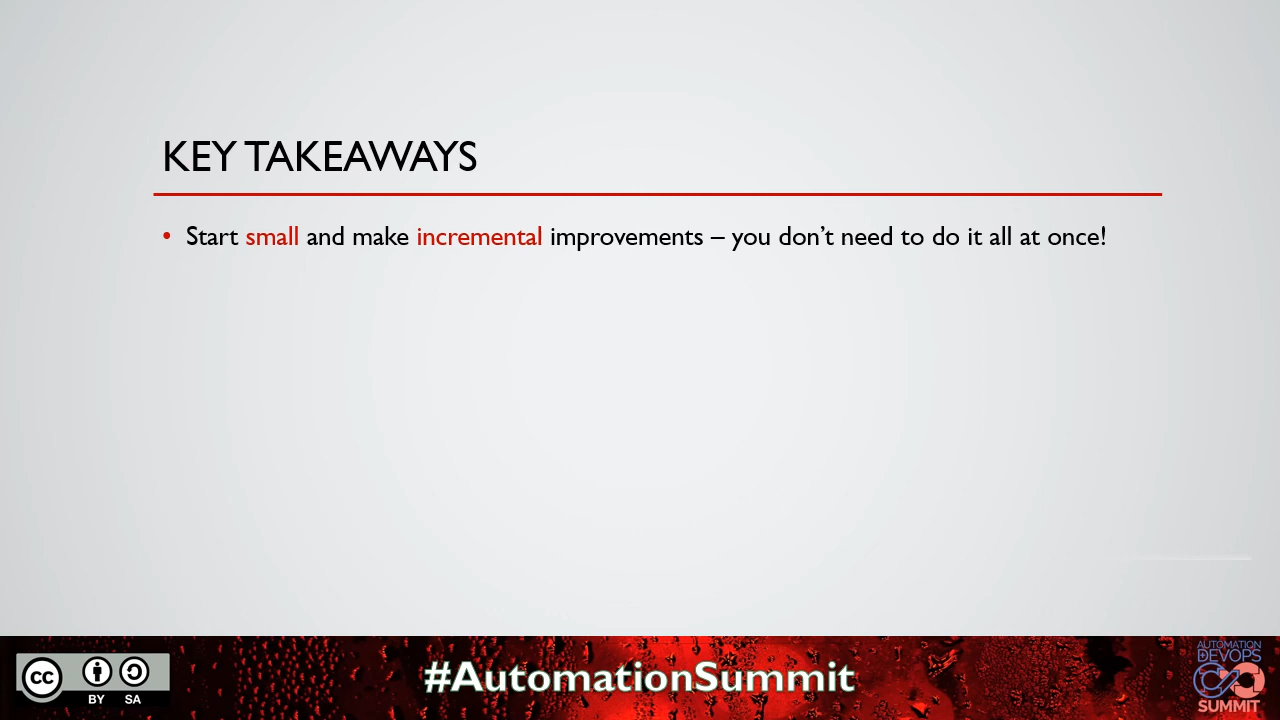 KEY TAKEAWAYS
• Start small and make incremental improvements – you don’t need to do it all at once!
cc
BY SA
#AutomationSummit
AUTOMATION
DEVOPS
SUMMIT